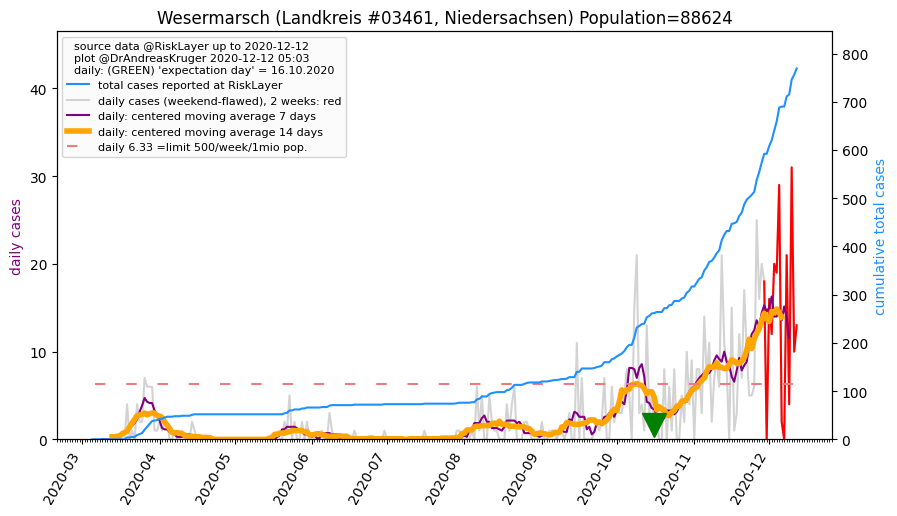 Wesermarsch (Landkreis #03461, Niedersachsen) Population=88624
source data @RiskLayer up to 2020-12-12
plot @DrAndreasKruger 2020-12-12 05:03
daily: (GREEN) 'expectation day' = 16.10.2020
total cases reported at RiskLayer
daily cases (weekend-flawed), 2 weeks: red
daily: centered moving average 7 days
daily: centered moving average 14 days
daily 6.33 =limit 500/week/1mio pop.
daily cases
40
30
20
10
0
cumulative total cases
800
700
600
500
400
300
200
100
0
2020-03
2020-04
2020-05
2020-06
2020-07
2020-08
2020-09
2020-10
2020-11
2020-12